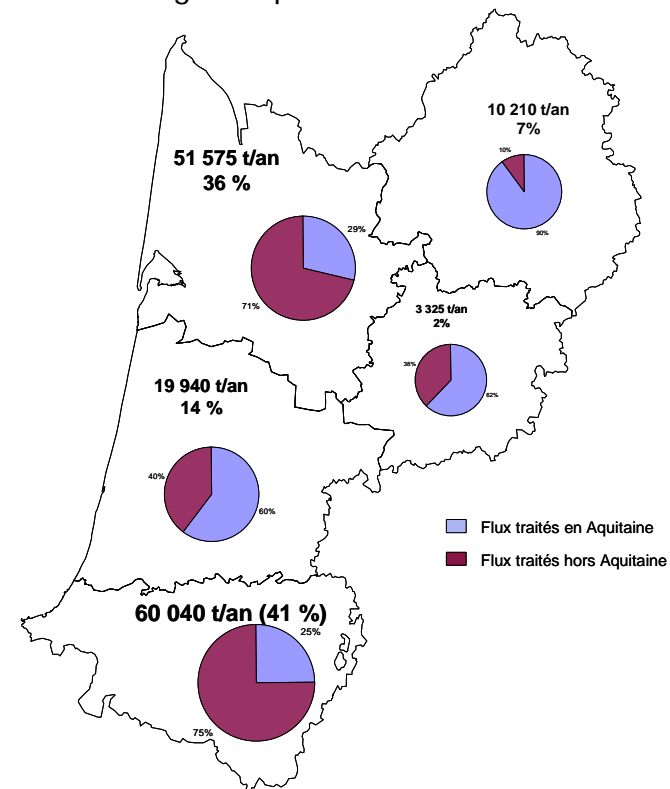 10 210 t/an
7%
10%
90%
51 575 t/an
36 %
29%
71%
3 325 t/an
2%
38%
62%
19 940 t/an
14 %
40%
60%
Flux traités en Aquitaine
Flux traités hors Aquitaine
60 040 t/an (41 %)
25%
75%